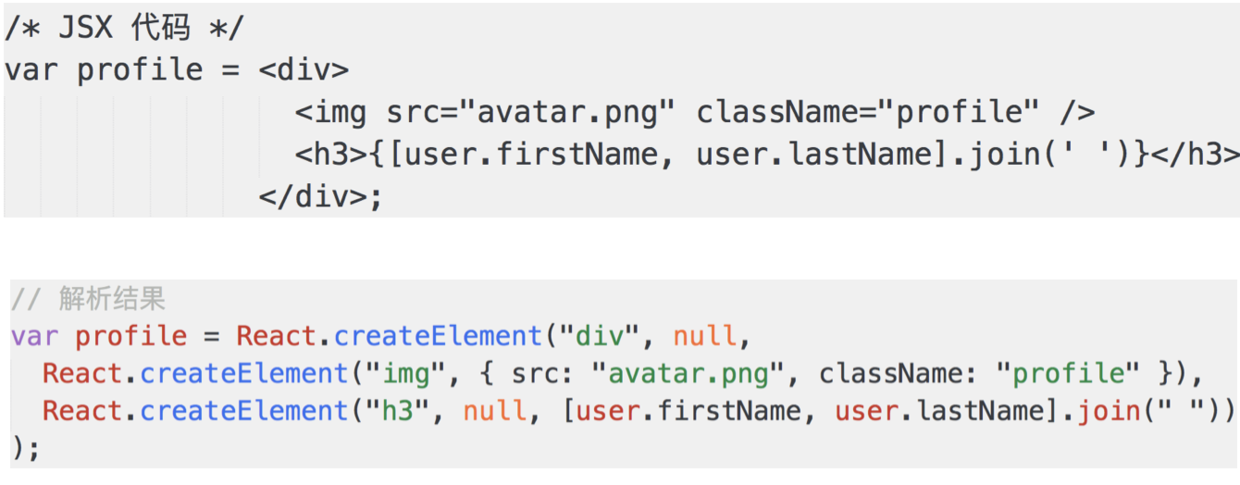 /* JSX 代码 */
var profile = <div>
<img src="avatar.png" className="profile" />
<h3>{[user.firstName, user.lastName].join(' ')}</h3>
</div>;
// 解析结果
var profile = React.createElement("div", null,
React.createElement("img", { src: "avatar.png", className: "profile" }),
React.createElement("h3", null, [user.firstName, user.lastName].join(" "))
);